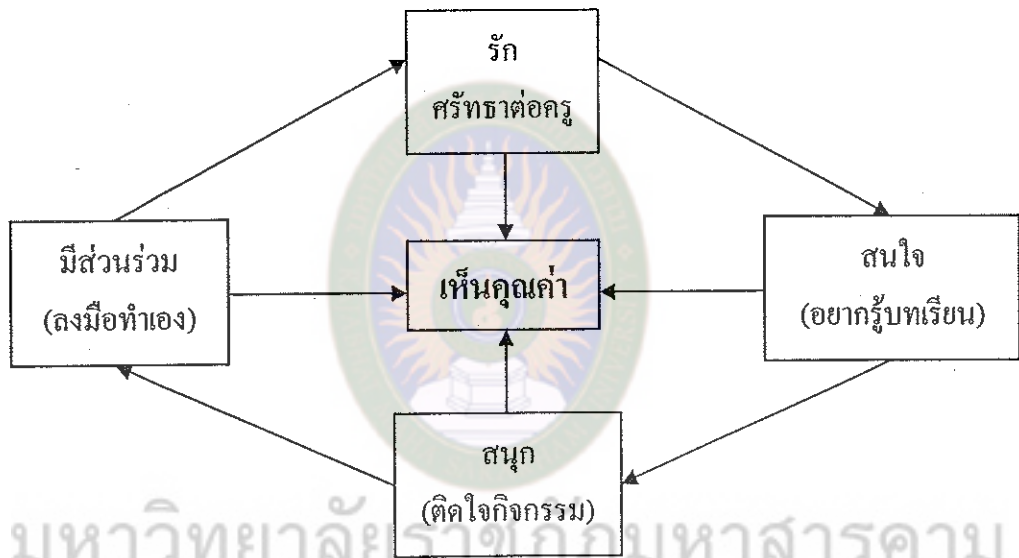 รัก
ศรัทธาต่อครู
มีส่วนร่วม
(ลงมือทำเอง)
เห็นคุณค่า
สนใจ
(อยากรู้บทเรียน)
สนุก
(ติดใจกิจกรรม)
มหาวิทยาลัยราชภัฏมหาสารคาม